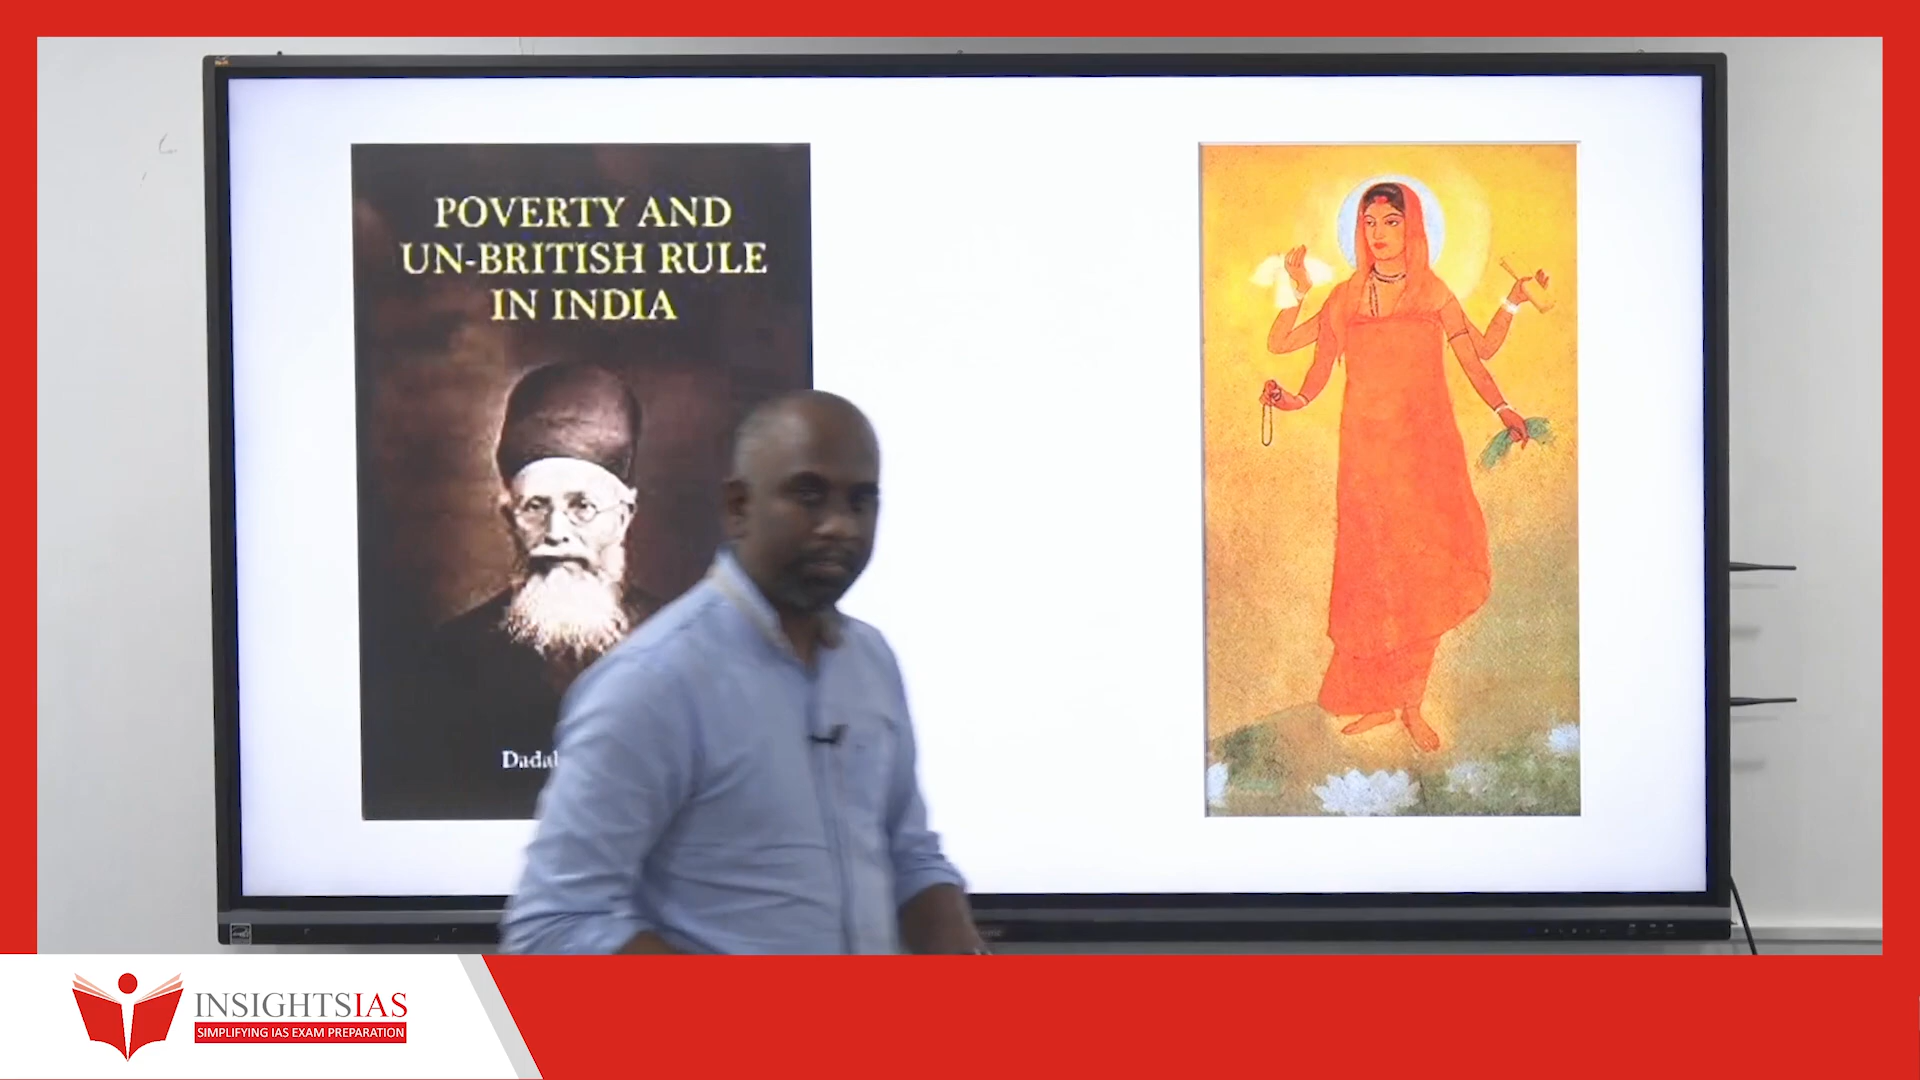 POVERTY AND
UN-BRITISH RULE
IN INDIA
INSIGHTSIAS
SIMPLIFYING IAS EXAM PREPARATION